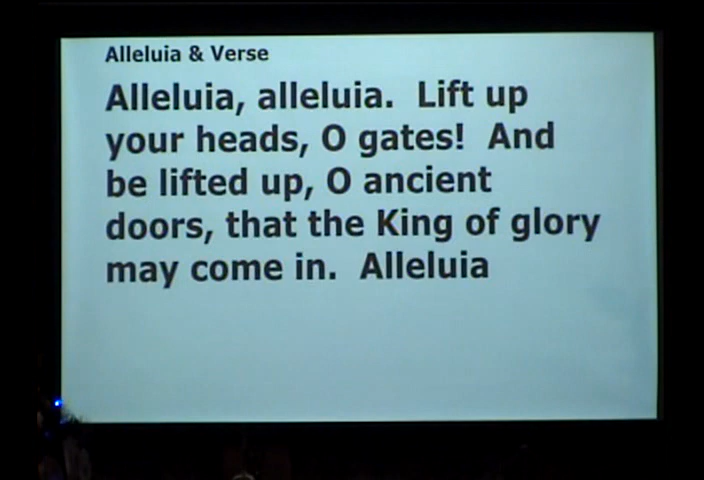 Alleluia & Verse
Alleluia, alleluia.  Lift up
your heads, O gates!  And
be lifted up, O ancient
doors, that the King of glory
may come in.  Alleluia